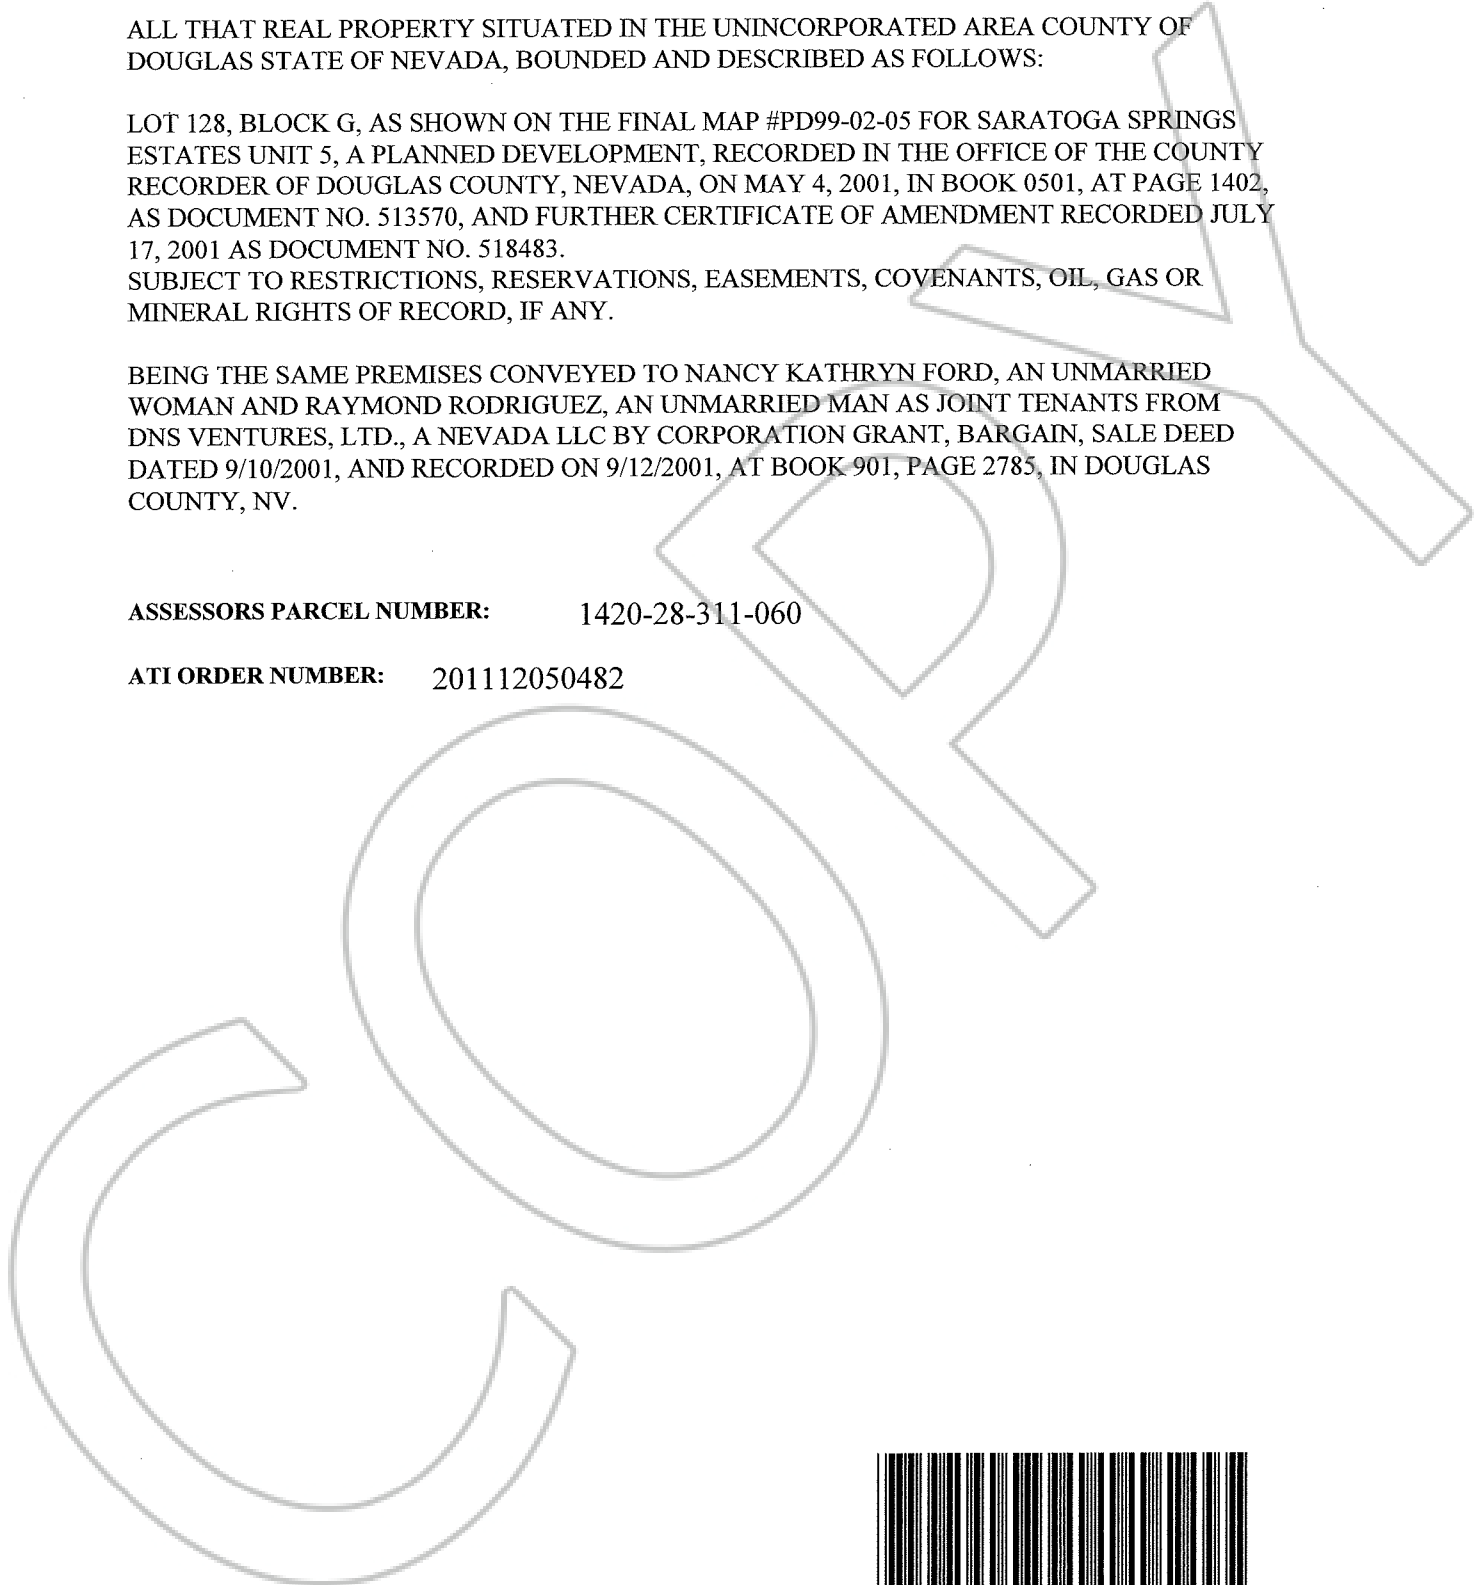 ALL THAT REAL PROPERTY SITUATED IN THE UNINCORPORATED AREA COUNTY OF
DOUGLAS STATE OF NEVADA, BOUNDED AND DESCRIBED AS FOLLOWS:
LOT 128, BLOCK G, AS SHOWN ON THE FINAL MAP #PD99-02-05 FOR SARATOGA SPRINGS
ESTATES UNIT 5, A PLANNED DEVELOPMENT, RECORDED IN THE OFFICE OF THE COUNTY
RECORDER OF DOUGLAS COUNTY, NEVADA, ON MAY 4, 2001, IN BOOK 0501, AT PAGE 1402,
AS DOCUMENT NO. 513570, AND FURTHER CERTIFICATE OF AMENDMENT RECORDED JULY
17, 2001 AS DOCUMENT NO. 518483.
SUBJECT TO RESTRICTIONS, RESERVATIONS, EASEMENTS, COVENANTS, OIL, GAS OR
MINERAL RIGHTS OF RECORD, IF ANY.
BEING THE SAME PREMISES CONVEYED TO NANCY KATHRYN FORD, AN UNMARRIED
WOMAN AND RAYMOND RODRIGUEZ, AN UNMARRIED MAN AS JOINT TENANTS FROM
DNS VENTURES, LTD., A NEVADA LLC BY CORPORATION GRANT, BARGAIN, SALE DEED
DATED 9/10/2001, AND RECORDED ON 9/12/2001, AT BOOK 901, PAGE 2785, IN DOUGLAS
COUNTY, NV.
ASSESSORS PARCEL NUMBER: 1420-28-311-060
ATI ORDER NUMBER: 201112050482
COPY